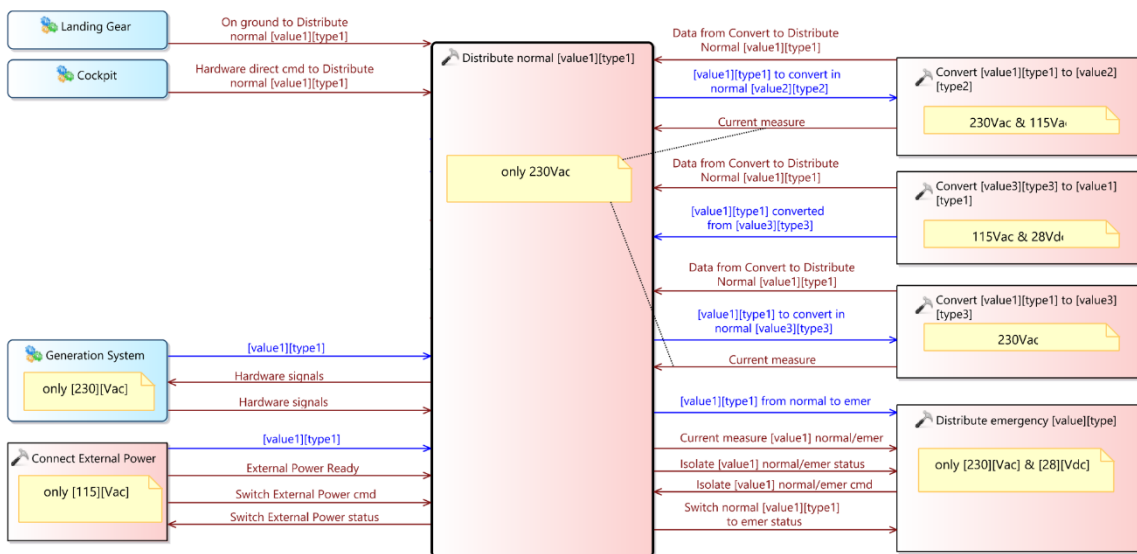 Landing Gear
On ground to Distribute
normal [value1][type1]
Cockpit
Hardware direct cmd to Distribute
normal [value1][type1]
Generation System
only [230][Vac]
[value1][type1]
Hardware signals
Hardware signals
Connect External Power
only [115][Vac]
[value1][type1]
External Power Ready
Switch External Power cmd
Switch External Power status
Distribute normal [value1][type1]
only 230Vac
Data from Convert to Distribute
Normal [value1][type1]
[value1][type1] to convert in
normal [value2][type2]
Current measure
Convert [value1][type1] to [value2]
[type2]
230Vac & 115Vac
Data from Convert to Distribute
Normal [value1][type1]
[value1][type1] converted
from [value3][type3]
Convert [value3][type3] to [value1]
[type1]
115Vac & 28Vdc
Data from Convert to Distribute
Normal [value1][type1]
[value1][type1] to convert in
normal [value3][type3]
Current measure
Convert [value1][type1] to [value3]
[type3]
230Vac
[value1][type1] from normal to emer
Current measure [value1] normal/emer
Isolate [value1] normal/emer status
Isolate [value1] normal/emer cmd
Switch normal [value1][type1]
to emer status
Distribute emergency [value][type]
only [230][Vac] & [28][Vdc]